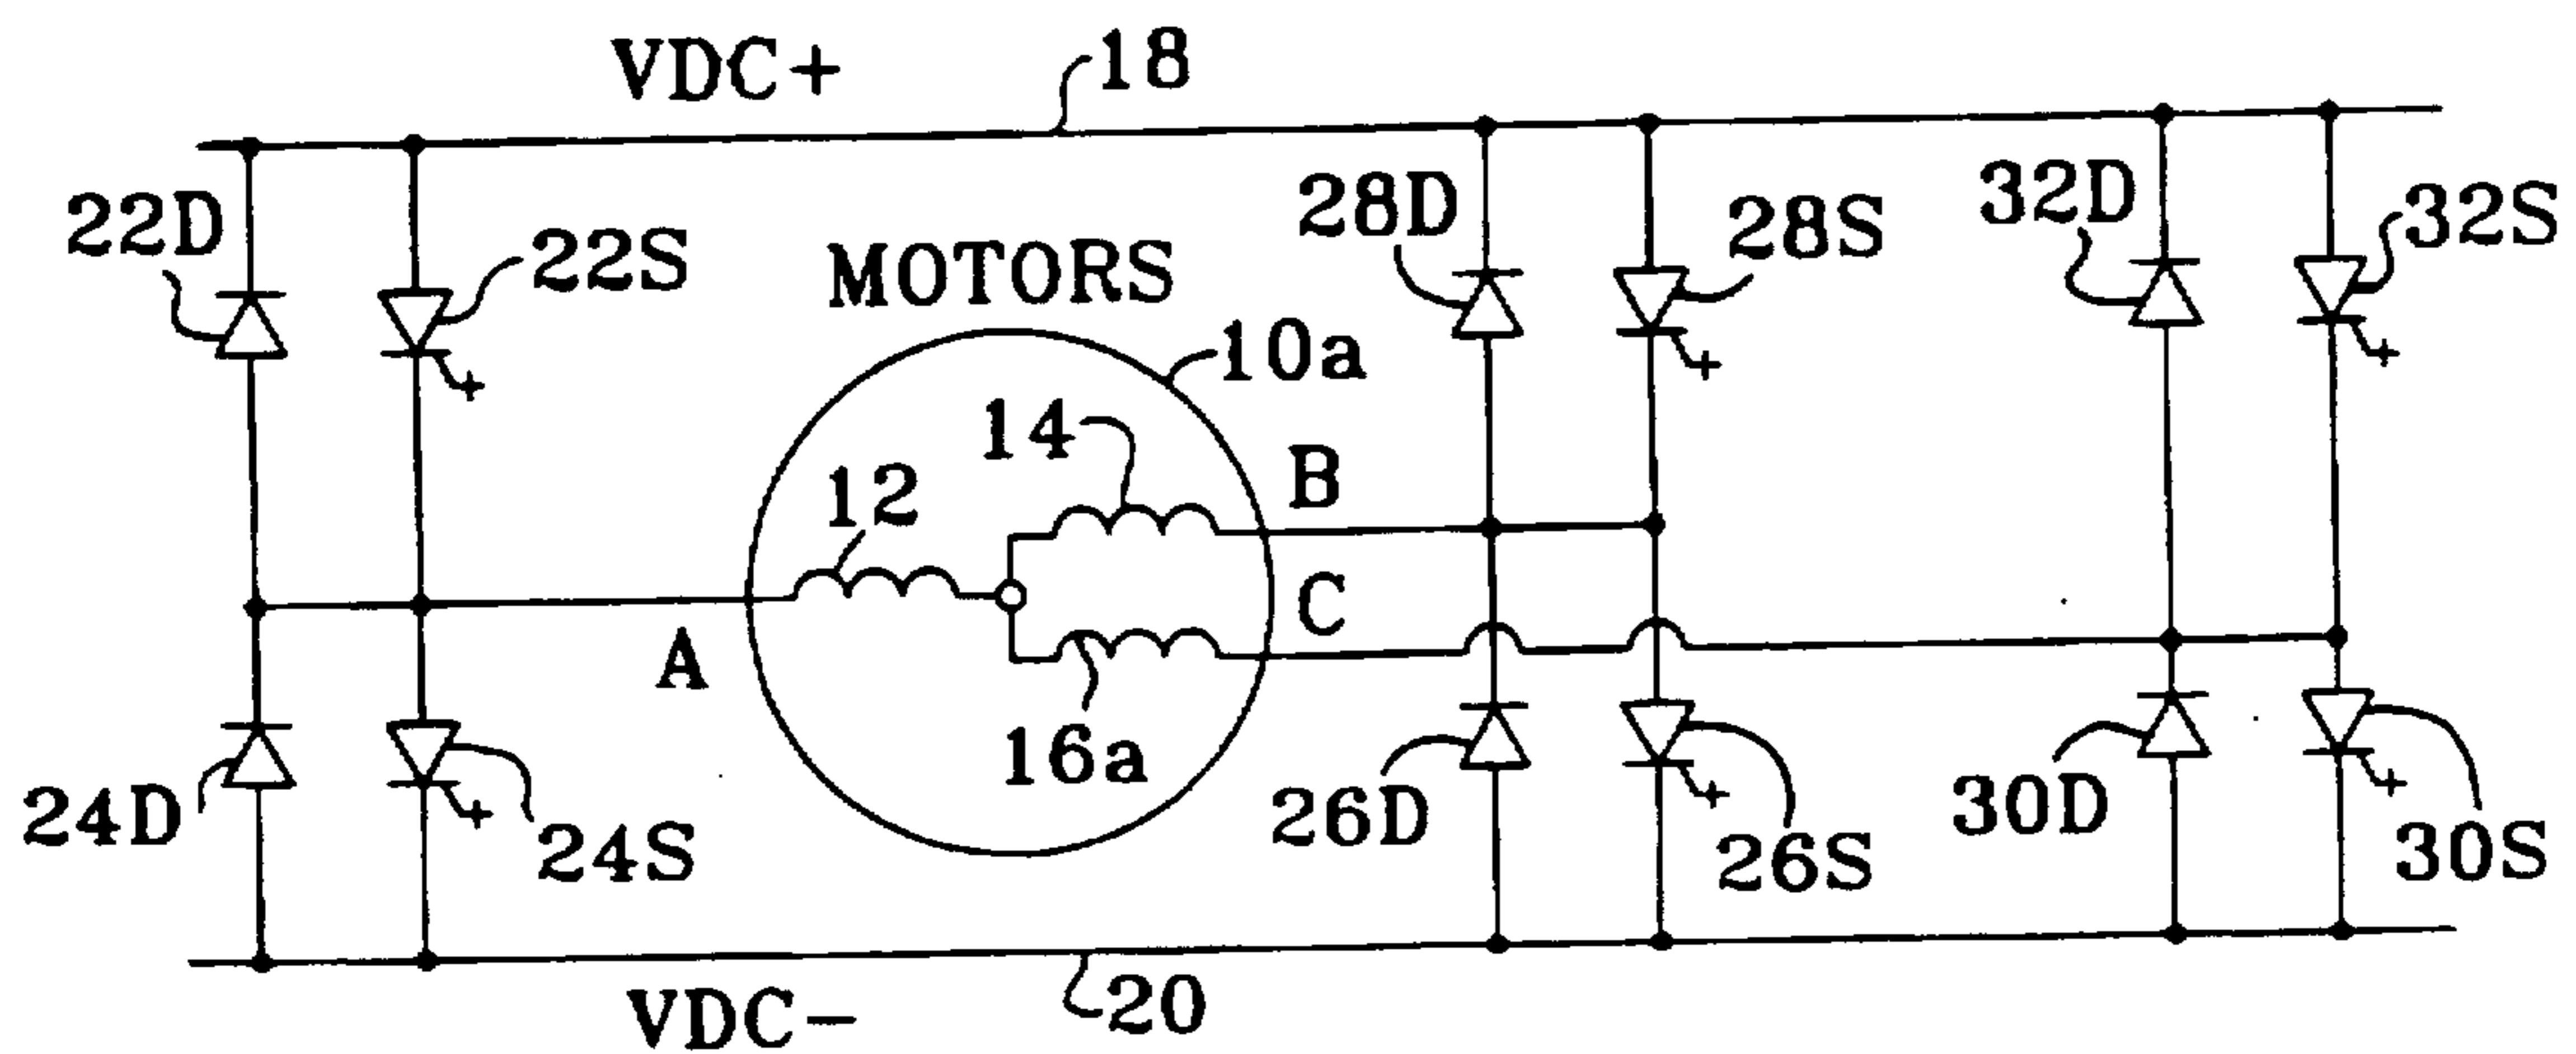 VDC+
18
22D
22S
MOTORS
28D
28S
32D
32S
10a
14
12
B
C
A
16a
24D
24S
26D
26S
30D
30S
VDC-
20
+
+
+
+
+
+